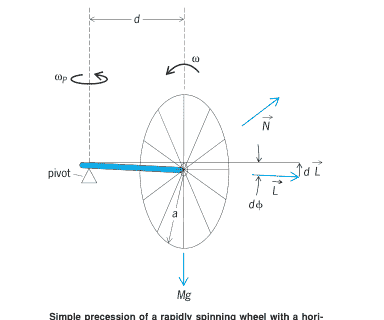 d
ω
ωP
N
pivot
d L
L
dϕ
a
Mg
Simple precession of a rapidly spinning wheel with a hori-